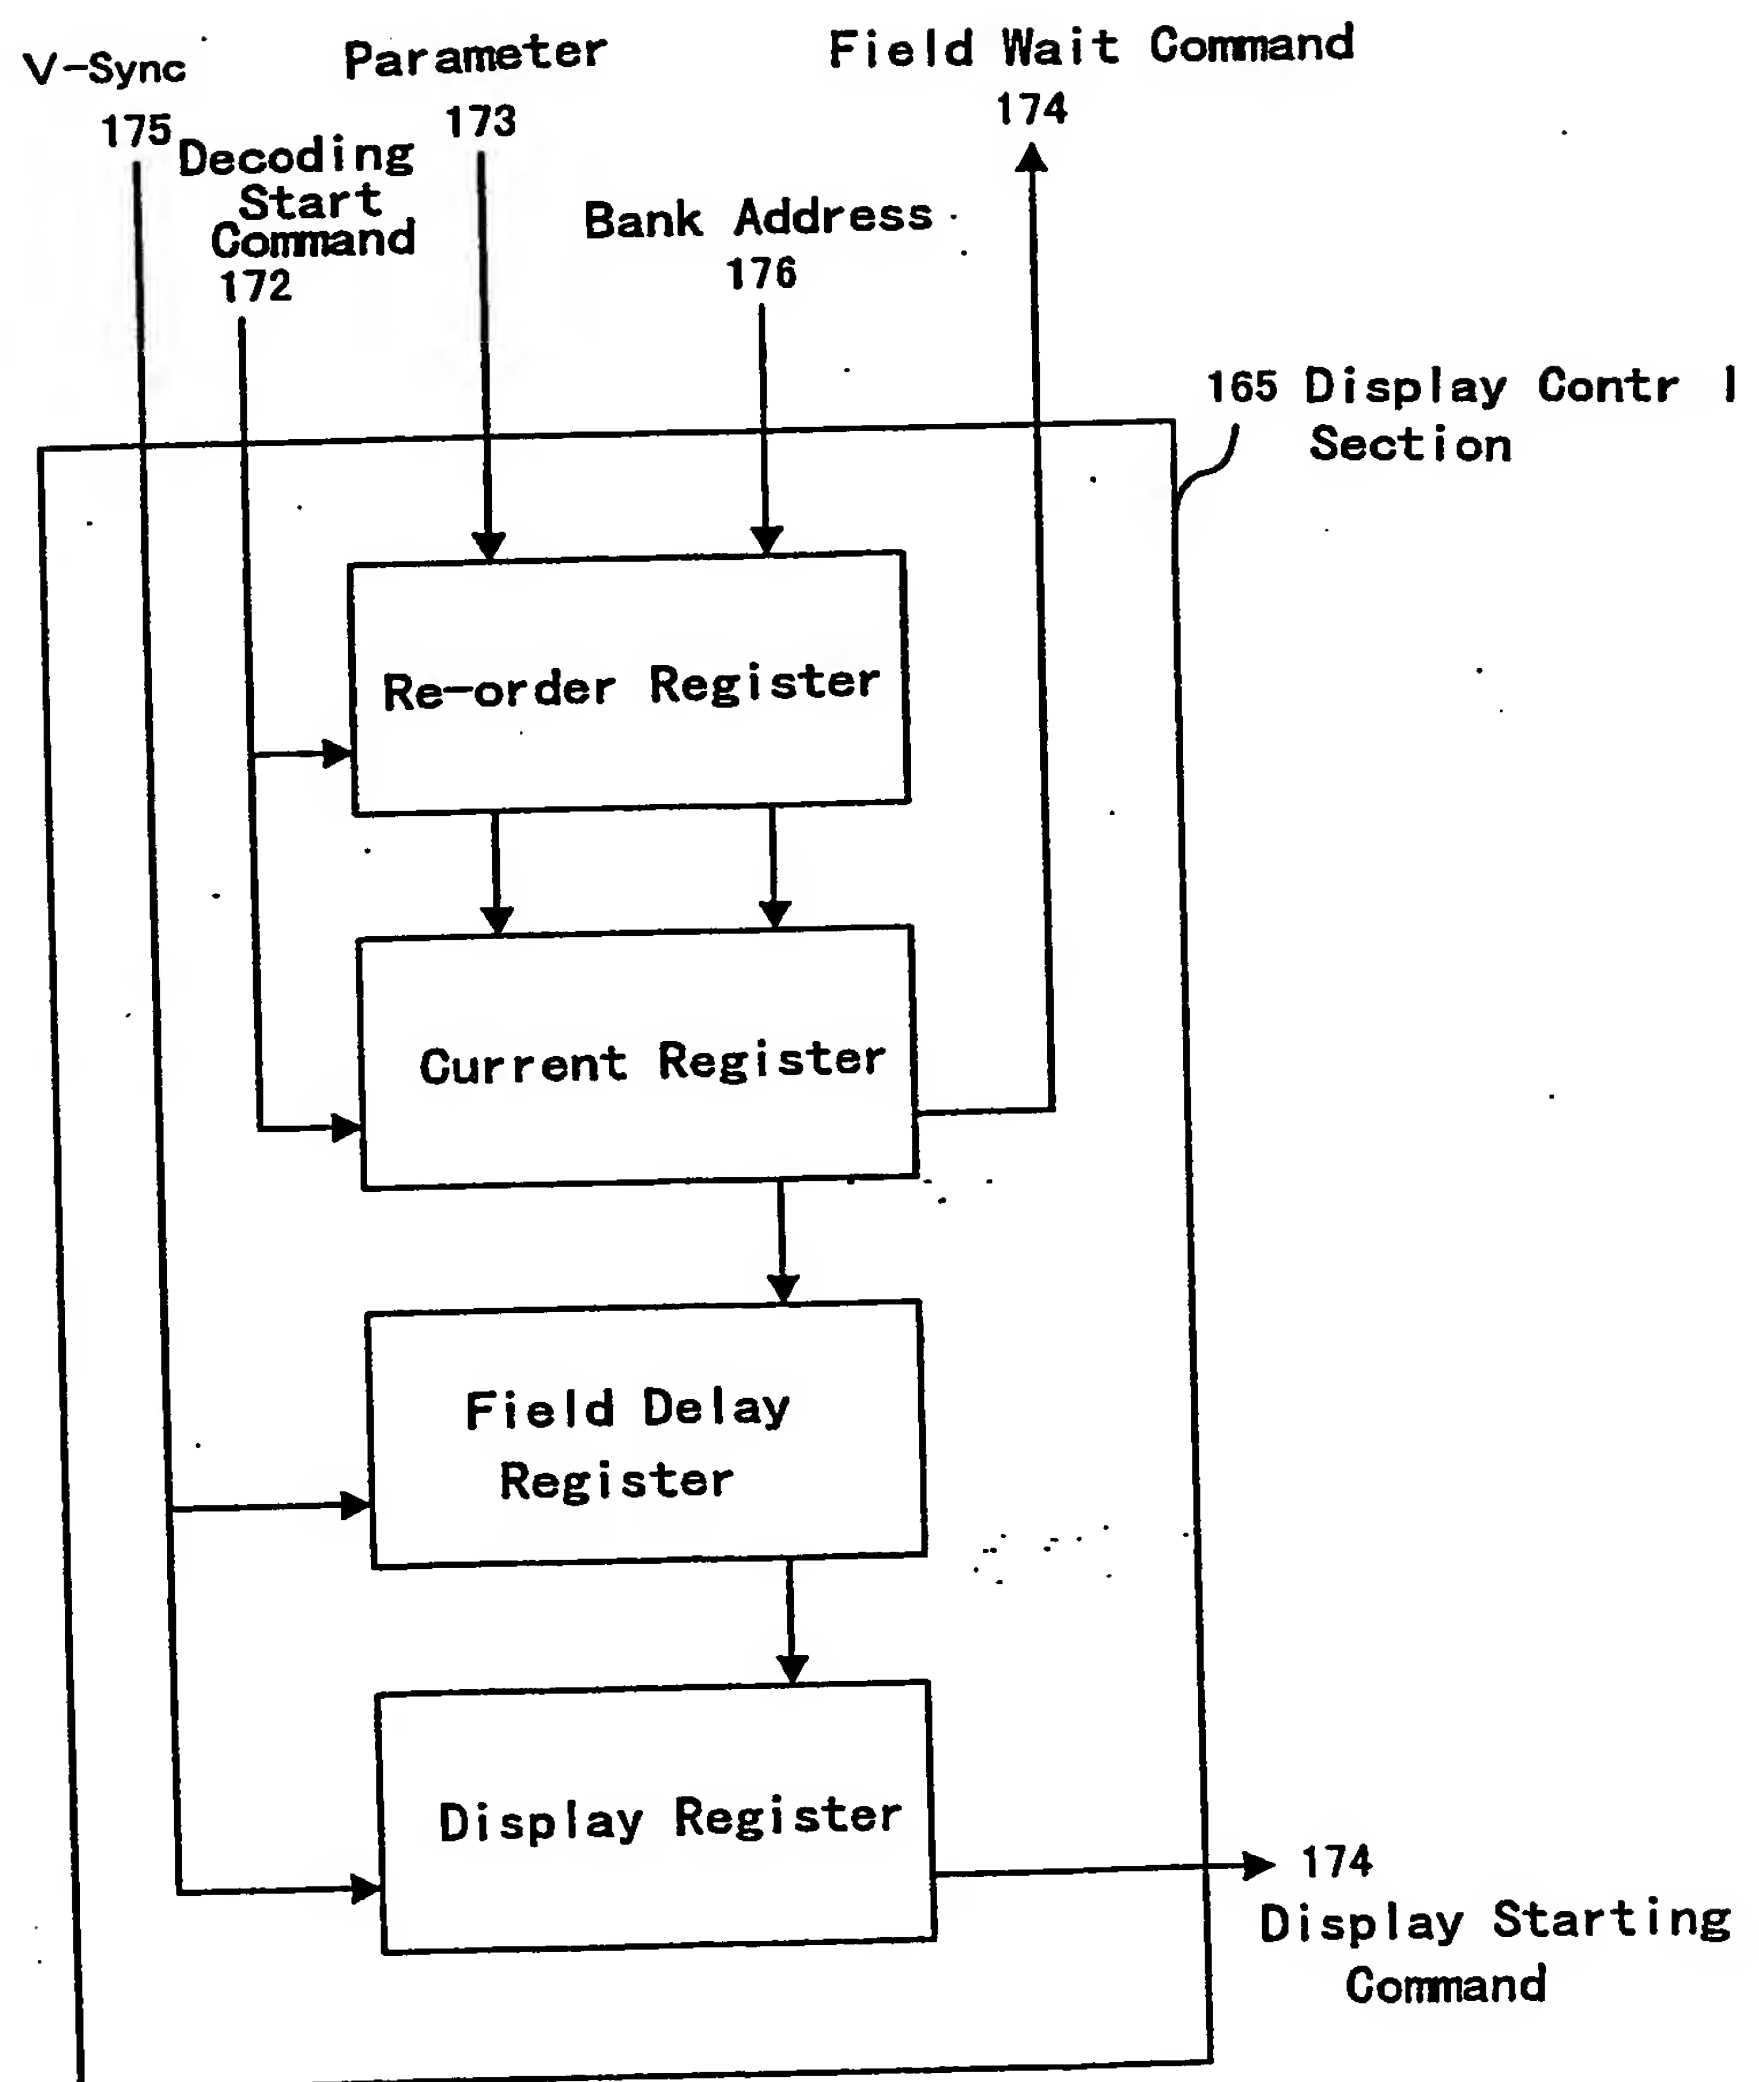 V-Sync
175
Parameter
173
Field Wait Command
174
Decoding
Start
Command
172
Bank Address
176
165 Display Contr l
Section
Re-order Register
Current Register
Field Delay
Register
Display Register
174
Display Starting
Command